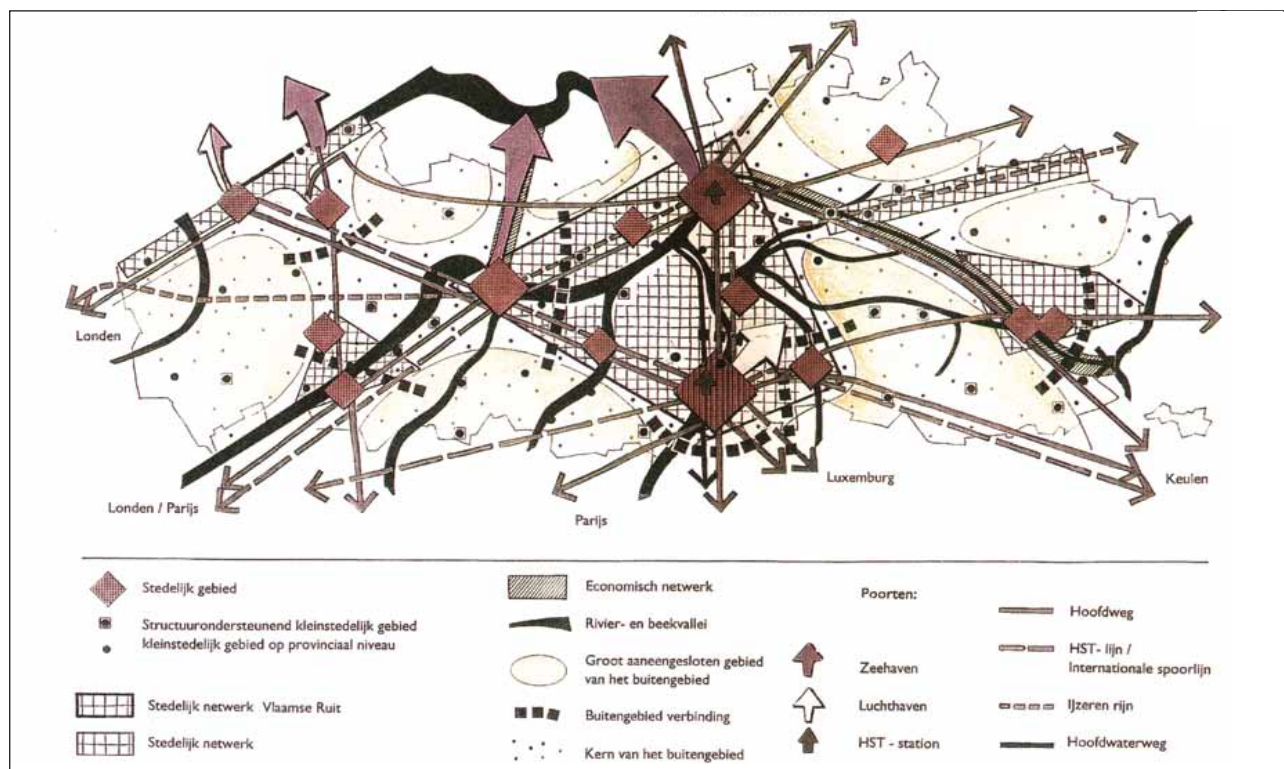 Londen
Londen / Parijs
Parijs
Luxemburg
Keulen
Stedelijk gebied
Structuurondersteunend kleinstedelijk gebied
kleinstedelijk gebied op provinciaal niveau
Stedelijk netwerk Vlaamse Ruit
Stedelijk netwerk
Economisch netwerk
Rivier- en beekvallei
Groot aaneengesloten gebied
van het buitengebied
Buitengebied verbinding
Kern van het buitengebied
Poorten:
Zeehaven
Luchthaven
HST - station
Hoofdweg
HST- lijn /
Internationale spoorlijn
IJzeren rijn
Hoofdwaterweg